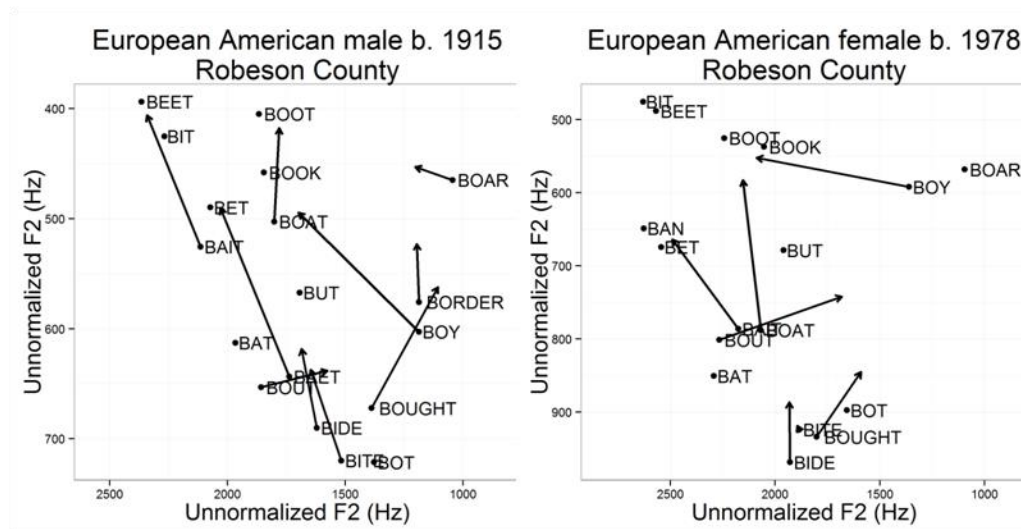 European American male b. 1915
Robeson County
Unnormalized F2 (Hz)
400
500
600
700
BEET
BOOT
BIT
BOOK
BOAR
BET
BOAT
BAIT
BUT
BORDER
BOY
BAT
BEET
BOUT
BOUGHT
BIDE
BITE
BOT
2500 2000 1500 1000
Unnormalized F2 (Hz)
European American female b. 1978
Robeson County
Unnormalized F2 (Hz)
500
600
700
800
900
BIT
BEET
BOOT
BOOK
BOAR
BOY
BAN
BET
BUT
BAIT
BOAT
BOUT
BAT
BOT
BITE
BOUGHT
BIDE
2500 2000 1500 1000
Unnormalized F2 (Hz)